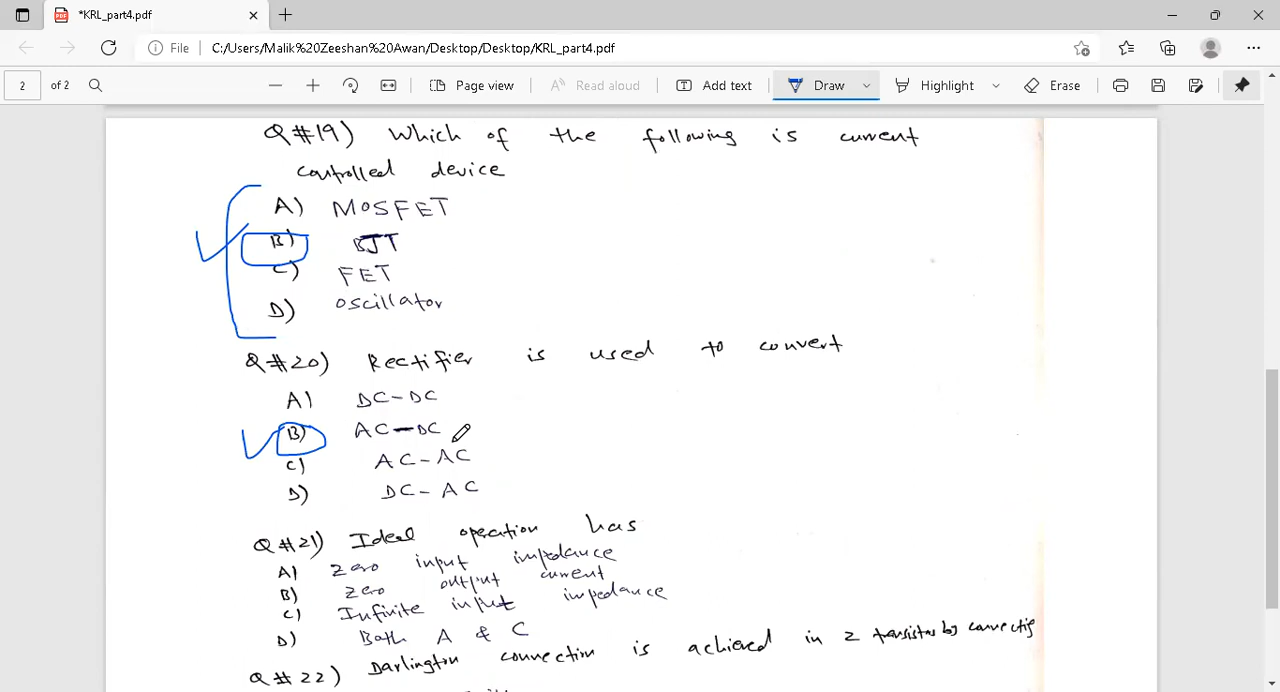 *KRL_part4.pdf
File C:/Users/Malik%20Zeeshan%20Awan/Desktop/Desktop/KRL_part4.pdf
2 of 2 Page view Read aloud Add text Draw Highlight Erase
Q#19) Which of the following is current
controlled device
A) MOSFET
B) BJT
C) FET
D) oscillator
Q#20) Rectifier is used to convert
A) DC-DC
B) AC-DC
C) AC-AC
D) DC-AC
Q#21) Ideal operation has
A) Zero input impedance
B) zero output current
C) Infinite input impedance
D) Both A & C
Q#22) Darlington connection is achieved in 2 transistors by connecting